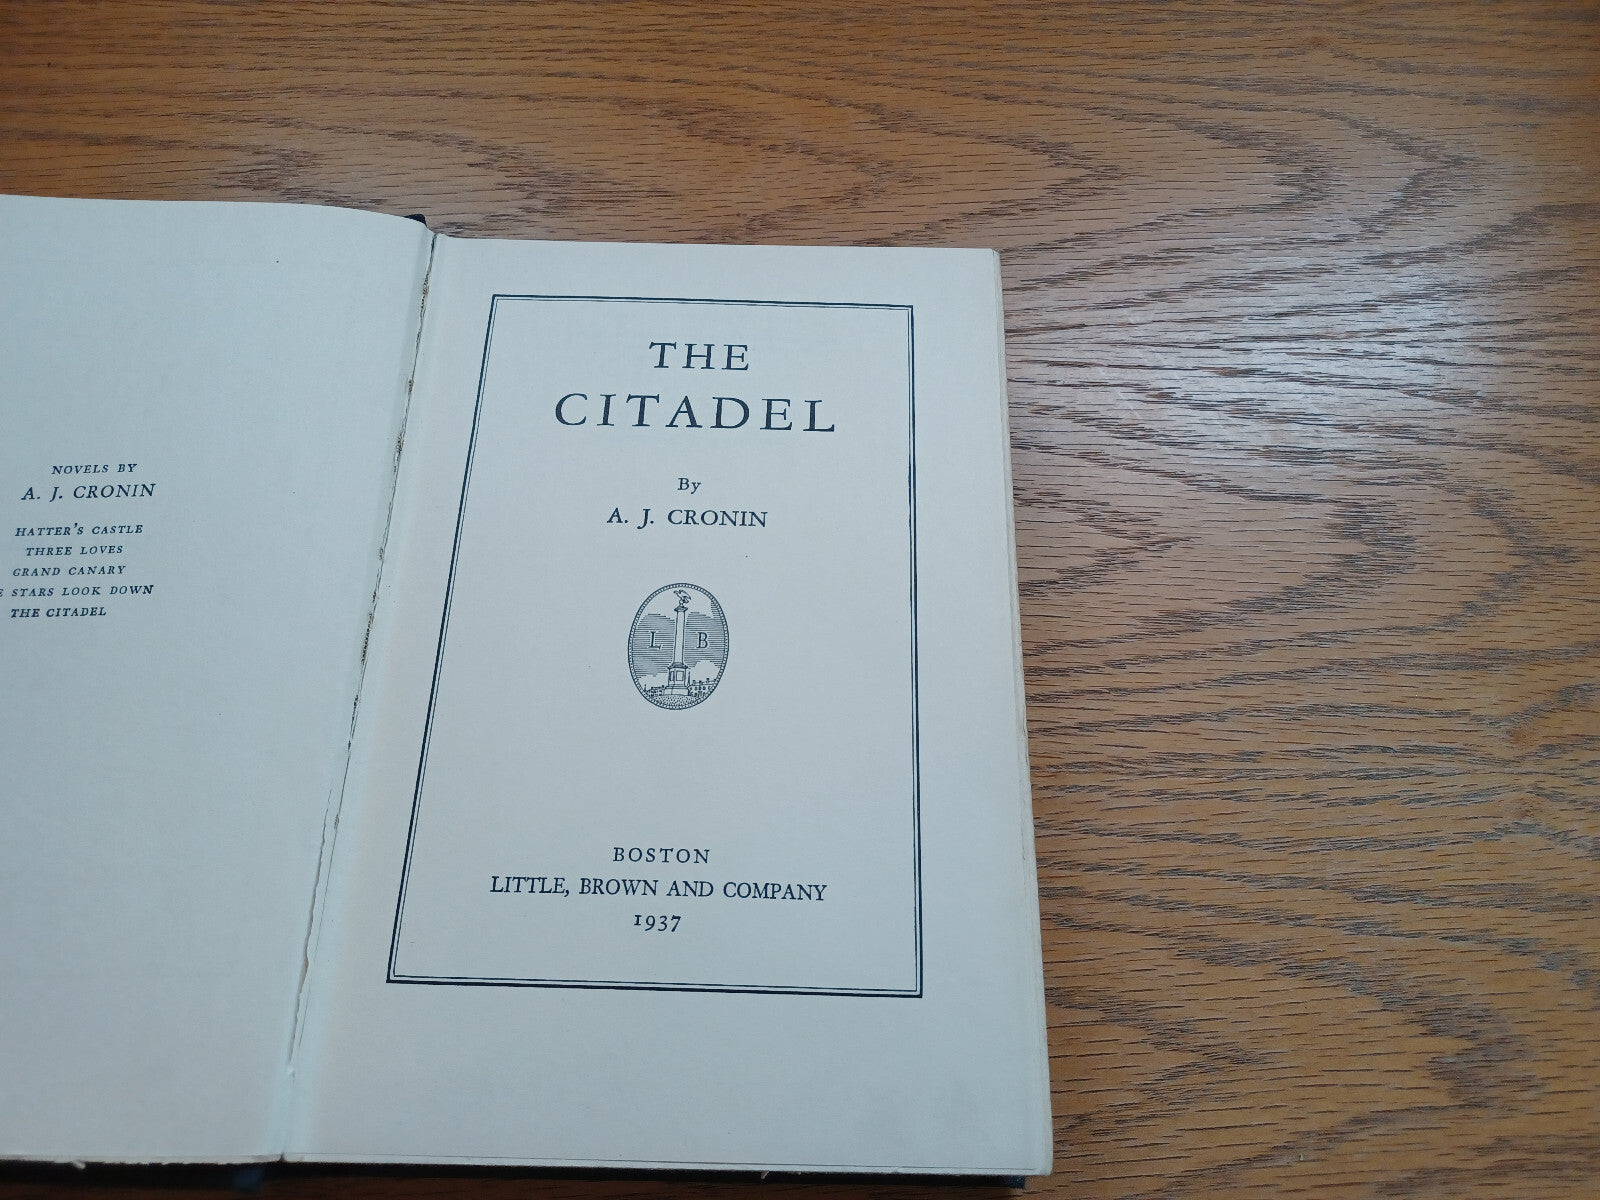 NOVELS BY
A. J. CRONIN
HATTER'S CASTLE
THREE LOVES
GRAND CANARY
STARS LOOK DOWN
THE CITADEL
THE
CITADEL
By
A. J. CRONIN
L B
BOSTON
LITTLE, BROWN AND COMPANY
1937